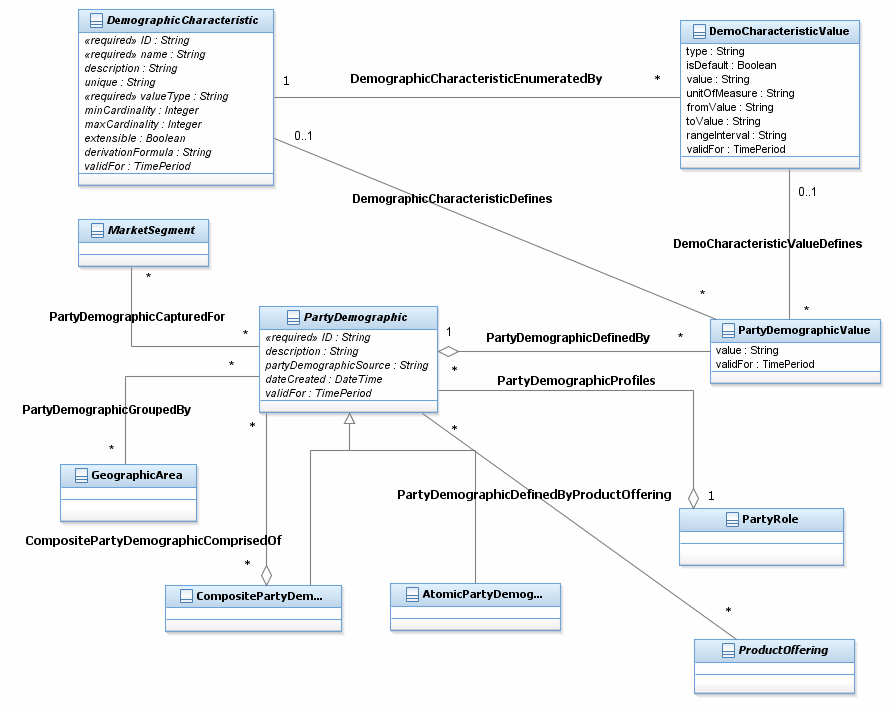 DemographicCharacteristic
«required» ID : String
«required» name : String
description : String
unique : String
«required» valueType : String
minCardinality : Integer
maxCardinality : Integer
extensible : Boolean
derivationFormula : String
validFor : TimePeriod
1
DemographicCharacteristicEnumeratedBy
*
DemoCharacteristicValue
type : String
isDefault : Boolean
value : String
unitOfMeasure : String
fromValue : String
toValue : String
rangeInterval : String
validFor : TimePeriod
0..1
DemographicCharacteristicDefines
*
0..1
DemoCharacteristicValueDefines
*
MarketSegment
*
PartyDemographicCapturedFor
*
PartyDemographic
«required» ID : String
description : String
partyDemographicSource : String
dateCreated : DateTime
validFor : TimePeriod
1
PartyDemographicDefinedBy
*
PartyDemographicValue
value : String
validFor : TimePeriod
*
PartyDemographicProfiles
*
PartyDemographicGroupedBy
*
GeographicArea
*
*
PartyDemographicDefinedByProductOffering
1
PartyRole
CompositePartyDemographicComprisedOf
*
CompositePartyDem...
AtomicPartyDemog...
*
ProductOffering